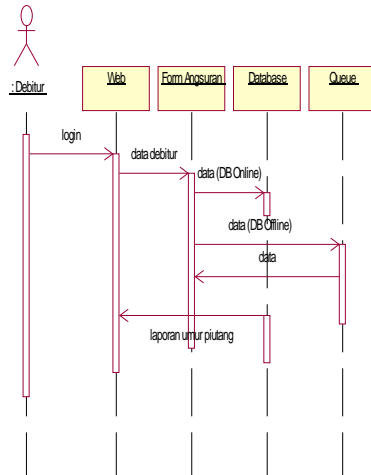 : Debitur
Web
Form Angsuran
Database
Queue
login
data debitur
data (DB Online)
data (DB Offline)
data
laporan umur piutang